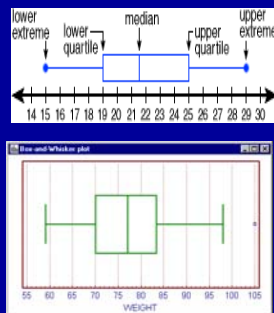 lower extreme
lower quartile
median
upper quartile
upper extreme
14 15 16 17 18 19 20 21 22 23 24 25 26 27 28 29 30
Box-and-Whisker plot
55 60 65 70 75 80 85 90 95 100 105
WEIGHT